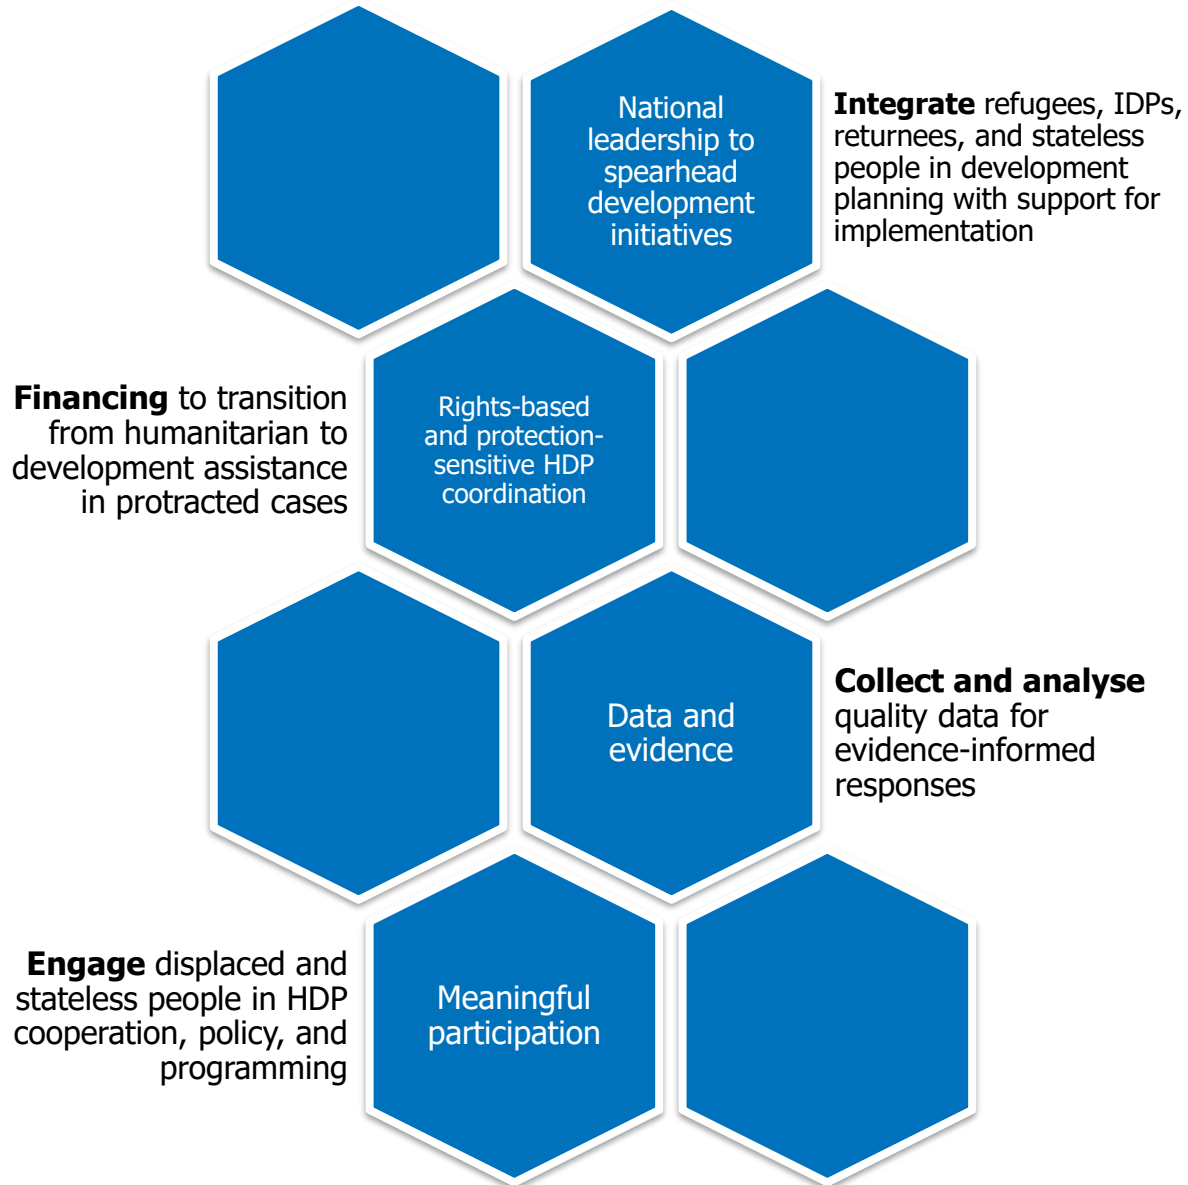 National
leadership to
spearhead
development
initiatives
Integrate refugees, IDPs,
returnees, and stateless
people in development
planning with support for
implementation
Financing to transition
from humanitarian to
development assistance
in protracted cases
Rights-based
and protection-
sensitive HDP
coordination
Data and
evidence
Collect and analyse
quality data for
evidence-informed
responses
Engage displaced and
stateless people in HDP
cooperation, policy, and
programming
Meaningful
participation